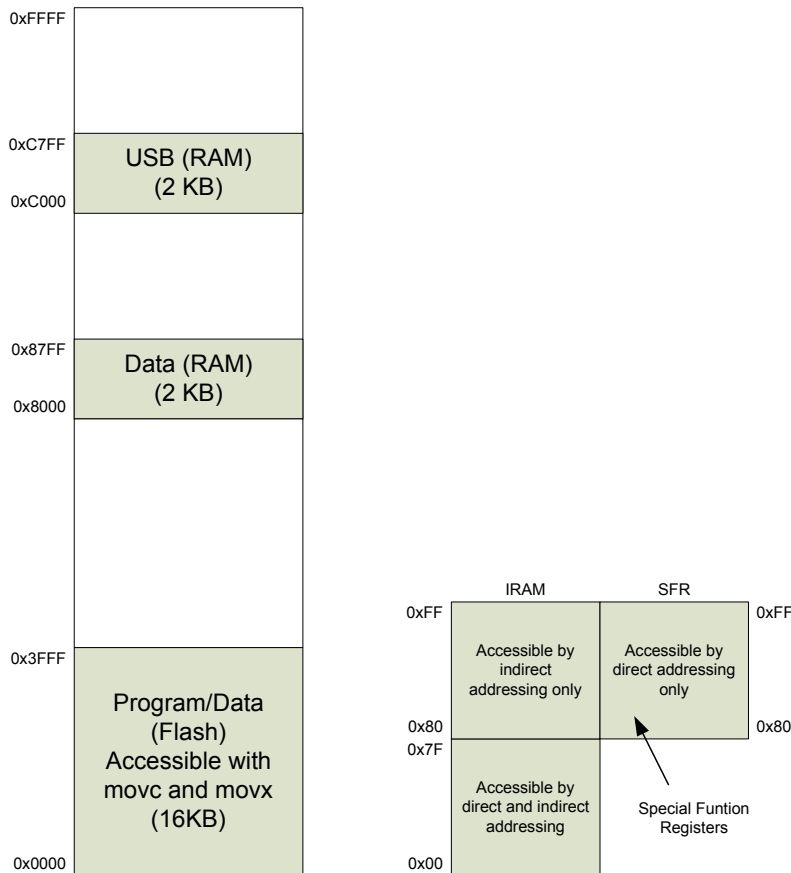 0xFFFF
0xC7FF
USB (RAM)
(2 KB)
0xC000
0x87FF
Data (RAM)
(2 KB)
0x8000
0x3FFF
Program/Data
(Flash)
Accessible with
movc and movx
(16KB)
0x0000
IRAM
SFR
0xFF
0xFF
Accessible by
indirect
addressing only
Accessible by
direct addressing
only
0x80
0x80
0x7F
Accessible by
direct and indirect
addressing
Special Funtion
Registers
0x00